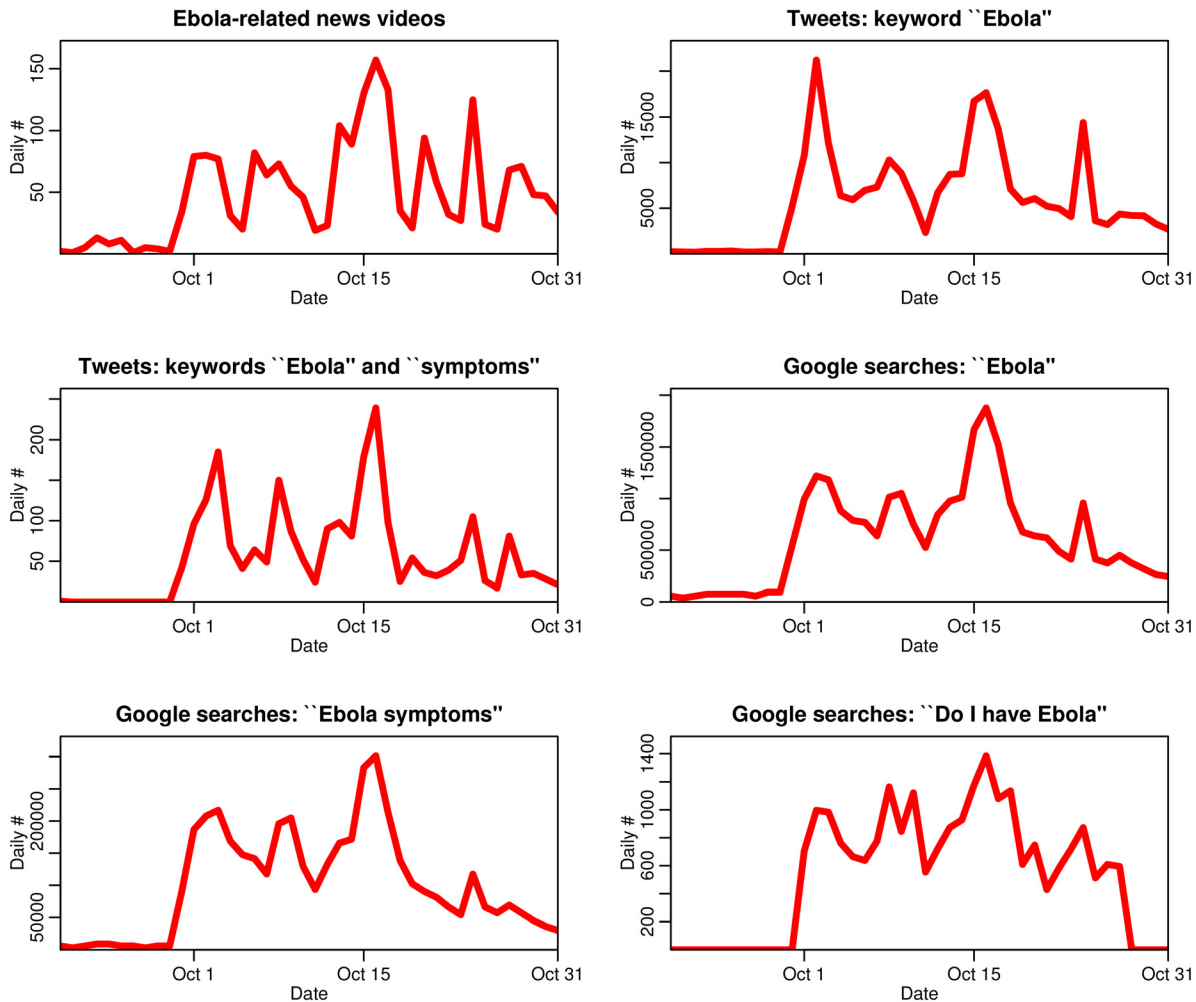 Ebola-related news videos
150
100
50
Daily #
Oct 1
Oct 15
Oct 31
Date
Tweets: keyword ``Ebola"
15000
5000
Daily #
Oct 1
Oct 15
Oct 31
Date
Tweets: keywords ``Ebola" and ``symptoms"
200
100
50
Daily #
Oct 1
Oct 15
Oct 31
Date
Google searches: ``Ebola"
1500000
500000
0
Daily #
Oct 1
Oct 15
Oct 31
Date
Google searches: ``Ebola symptoms"
200000
50000
Daily #
Oct 1
Oct 15
Oct 31
Date
Google searches: ``Do I have Ebola"
1400
1000
600
200
Daily #
Oct 1
Oct 15
Oct 31
Date